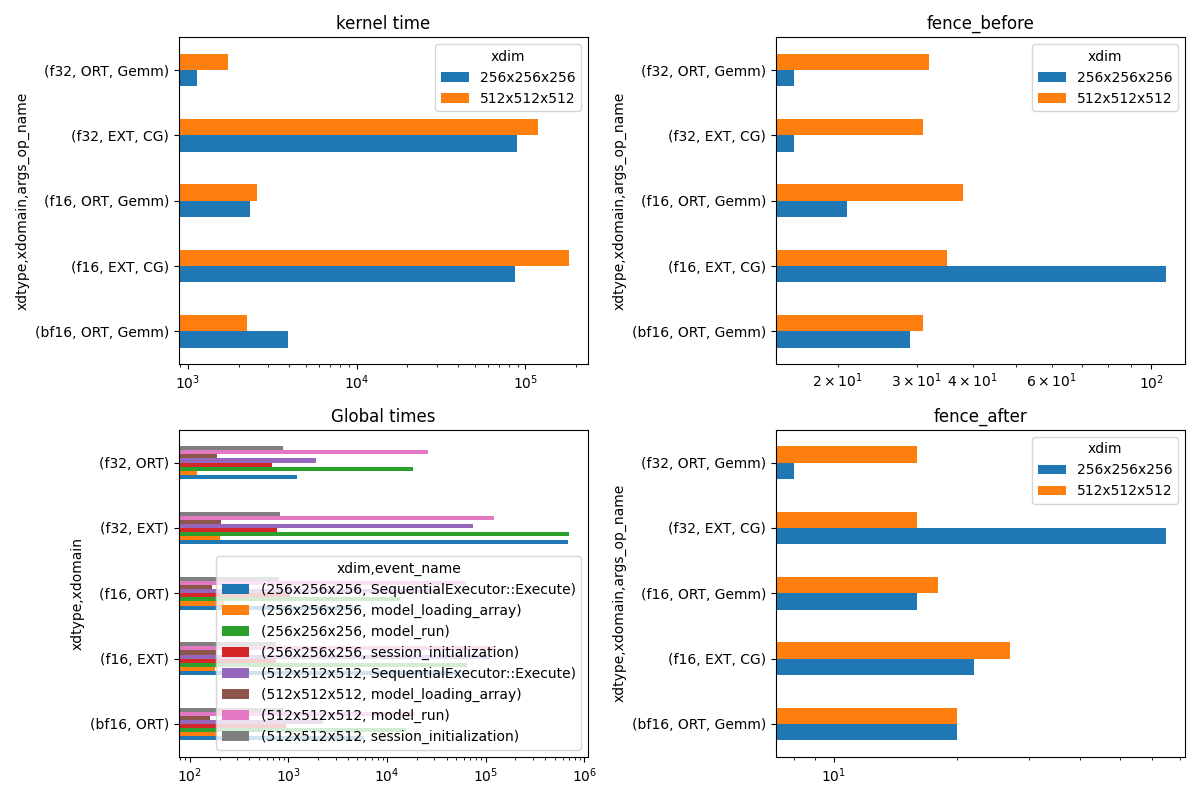 kernel time
xdtype,xdomain,args_op_name
(f32, ORT, Gemm)
(f32, EXT, CG)
(f16, ORT, Gemm)
(f16, EXT, CG)
(bf16, ORT, Gemm)
xdim
256x256x256
512x512x512
10³
10⁴
10⁵
fence_before
xdtype,xdomain,args_op_name
(f32, ORT, Gemm)
(f32, EXT, CG)
(f16, ORT, Gemm)
(f16, EXT, CG)
(bf16, ORT, Gemm)
xdim
256x256x256
512x512x512
2 × 10¹
3 × 10¹
4 × 10¹
6 × 10¹
10²
Global times
xdtype,xdomain
(f32, ORT)
(f32, EXT)
(f16, ORT)
(f16, EXT)
(bf16, ORT)
xdim,event_name
(256x256x256, SequentialExecutor::Execute)
(256x256x256, model_loading_array)
(256x256x256, model_run)
(256x256x256, session_initialization)
(512x512x512, SequentialExecutor::Execute)
(512x512x512, model_loading_array)
(512x512x512, model_run)
(512x512x512, session_initialization)
10²
10³
10⁴
10⁵
10⁶
fence_after
xdtype,xdomain,args_op_name
(f32, ORT, Gemm)
(f32, EXT, CG)
(f16, ORT, Gemm)
(f16, EXT, CG)
(bf16, ORT, Gemm)
xdim
256x256x256
512x512x512
10¹